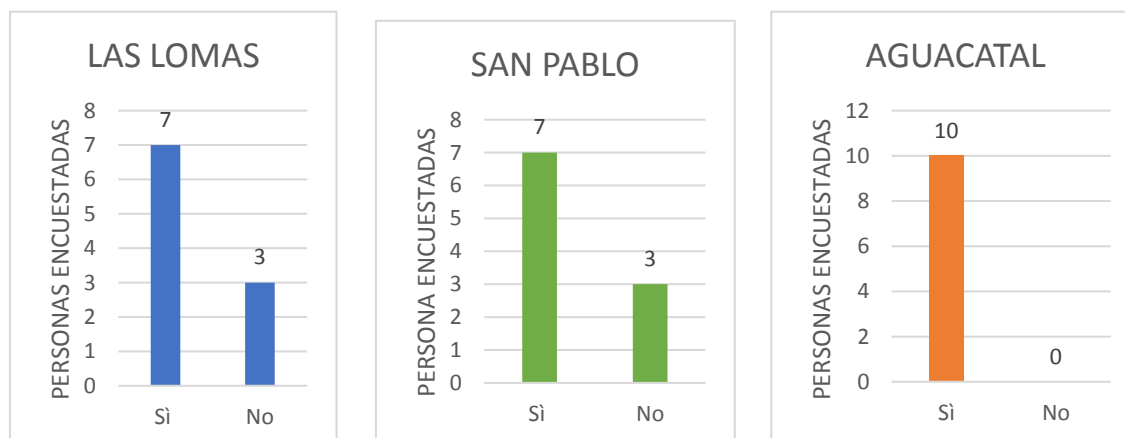 LAS LOMAS
PERSONAS ENCUESTADAS
8
7
6
5
4
3
2
1
0
7
3
Sì
No
SAN PABLO
PERSONA ENCUESTADAS
8
7
6
5
4
3
2
1
0
7
3
Sì
No
AGUACATAL
PERSONAS ENCUESTADAS
12
10
8
6
4
2
0
10
0
Sì
No